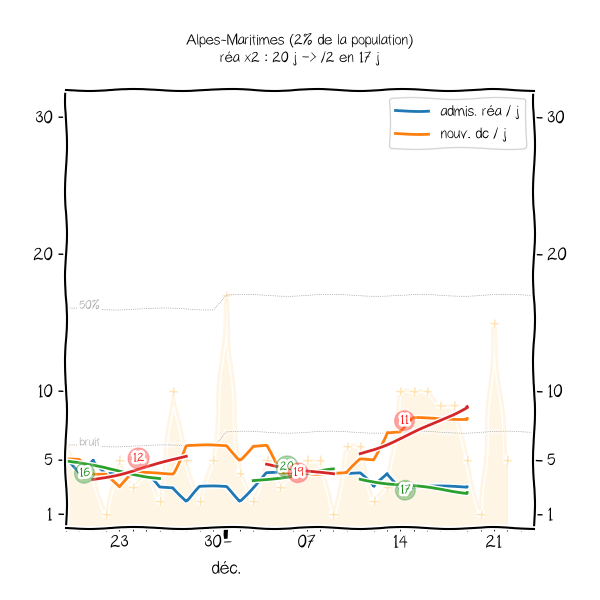 Alpes-Maritimes (2% de la population)
réa x2 : 20 j -> /2 en 17 j
admis. réa / j
nouv. dc / j
30 30
20 20
50%
10 10
bruit
5 5
1 1
16 12 20 19 11 17
23 30 07 14 21
déc.